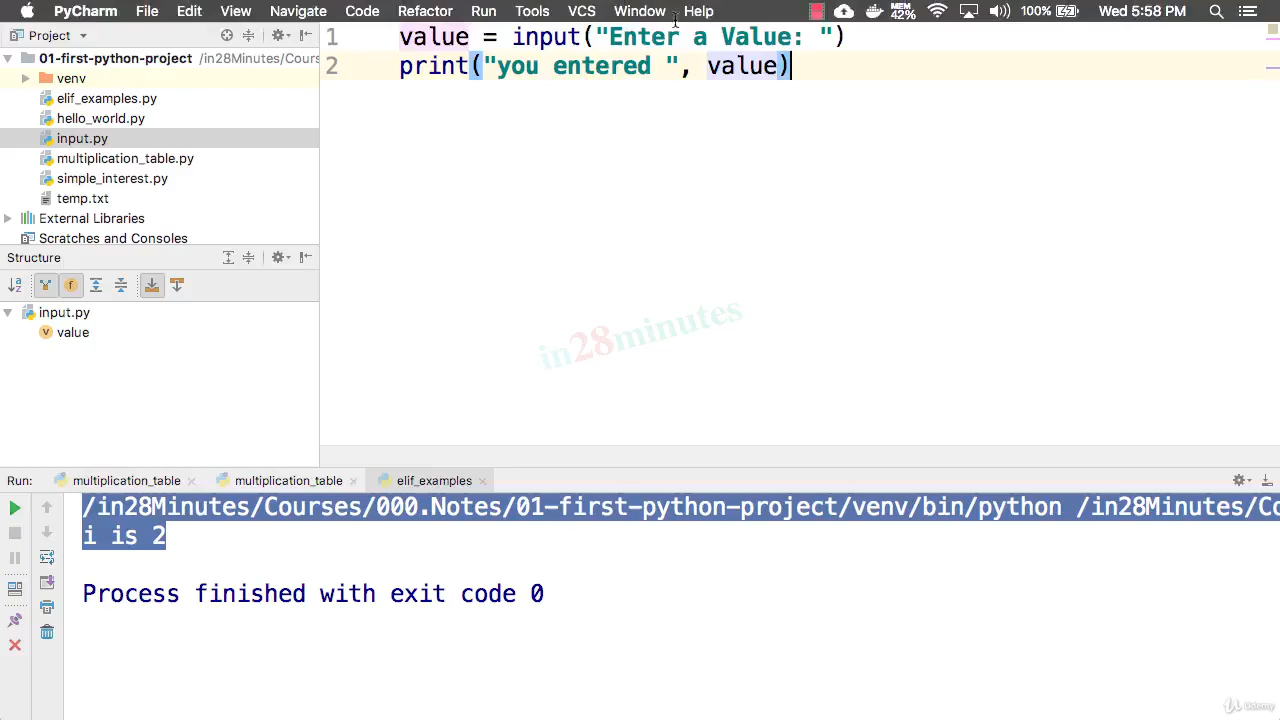 PyCharm File Edit View Navigate Code Refactor Run Tools VCS Window Help MEM 42% 100% Wed 5:58 PM
Project
01-first-python-project /in28Minutes/Cours
venv
elif_examples.py
hello_world.py
input.py
multiplication_table.py
simple_interest.py
temp.txt
External Libraries
Scratches and Consoles
Structure
input.py
value
1 value = input("Enter a Value: ")
2 print("you entered ", value)
in28minutes
Run: multiplication_table multiplication_table elif_examples
/in28Minutes/Courses/000.Notes/01-first-python-project/venv/bin/python /in28Minutes/Co
i is 2
Process finished with exit code 0
Udemy